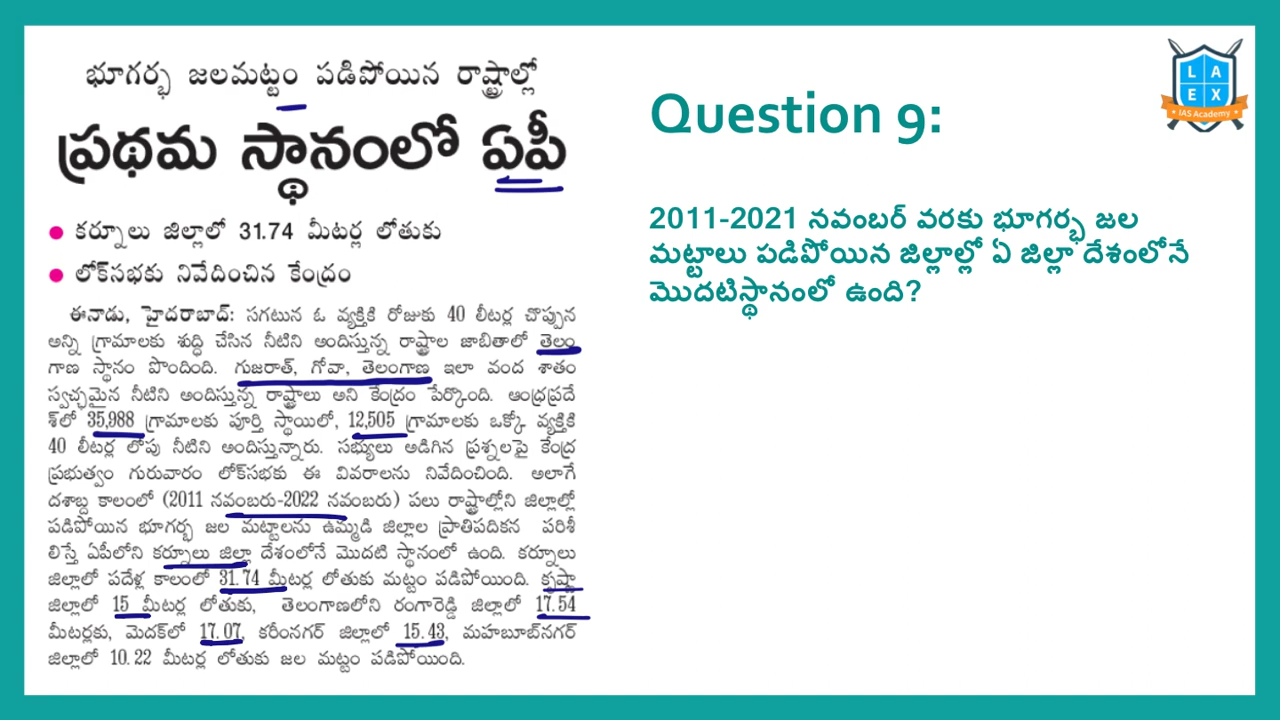 భూగర్భ జలమట్టం పడిపోయిన రాష్ట్రాల్లో
ప్రథమ స్థానంలో ఏపీ
● కర్నూలు జిల్లాలో 31.74 మీటర్ల లోతుకు
● లోక్‌సభకు నివేదించిన కేంద్రం
ఈనాడు, హైదరాబాద్: సగటున ఓ వ్యక్తికి రోజుకు 40 లీటర్ల చొప్పున
అన్ని గ్రామాలకు శుద్ధి చేసిన నీటిని అందిస్తున్న రాష్ట్రాల జాబితాలో తెలం
గాణ స్థానం పొందింది. గుజరాత్, గోవా, తెలంగాణ ఇలా వంద శాతం
స్వచ్ఛమైన నీటిని అందిస్తున్న రాష్ట్రాలు అని కేంద్రం పేర్కొంది. ఆంధ్రప్రదే
శ్‌లో 35,988 గ్రామాలకు పూర్తి స్థాయిలో, 12,505 గ్రామాలకు ఒక్కో వ్యక్తికి
40 లీటర్ల లోపు నీటిని అందిస్తున్నారు. సభ్యులు అడిగిన ప్రశ్నలపై కేంద్ర
ప్రభుత్వం గురువారం లోక్‌సభకు ఈ వివరాలను నివేదించింది. అలాగే
దశాబ్ద కాలంలో (2011 నవంబరు-2022 నవంబరు) పలు రాష్ట్రాల్లోని జిల్లాల్లో
పడిపోయిన భూగర్భ జల మట్టాలను ఉమ్మడి జిల్లాల ప్రాతిపదికన పరిశీ
లిస్తే ఏపీలోని కర్నూలు జిల్లా దేశంలోనే మొదటి స్థానంలో ఉంది. కర్నూలు
జిల్లాలో పదేళ్ల కాలంలో 31.74 మీటర్ల లోతుకు మట్టం పడిపోయింది. కృష్ణా
జిల్లాలో 15 మీటర్ల లోతుకు, తెలంగాణలోని రంగారెడ్డి జిల్లాలో 17.54
మీటర్లకు, మెదక్‌లో 17.07, కరీంనగర్ జిల్లాలో 15.43, మహబూబ్‌నగర్
జిల్లాలో 10.22 మీటర్ల లోతుకు జల మట్టం పడిపోయింది.
Question 9:
2011-2021 నవంబర్ వరకు భూగర్భ జల
మట్టాలు పడిపోయిన జిల్లాల్లో ఏ జిల్లా దేశంలోనే
మొదటిస్థానంలో ఉంది?
L A
E X
IAS Academy